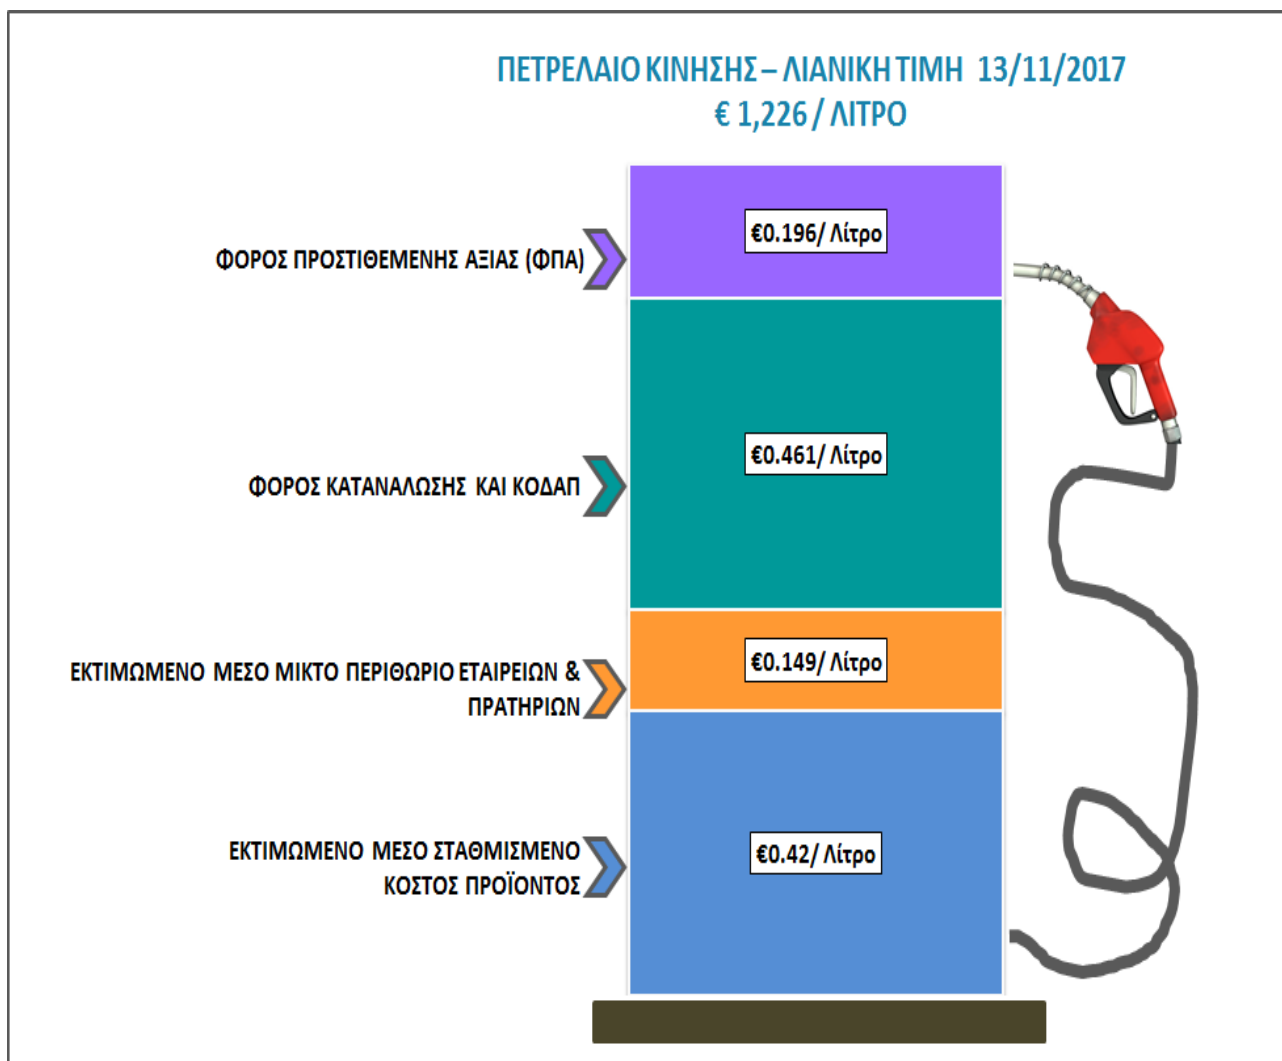 ΠΕΤΡΕΛΑΙΟ ΚΙΝΗΣΗΣ – ΛΙΑΝΙΚΗ ΤΙΜΗ 13/11/2017
€ 1,226 / ΛΙΤΡΟ
€0.196/ Λίτρο
ΦΟΡΟΣ ΠΡΟΣΤΙΘΕΜΕΝΗΣ ΑΞΙΑΣ (ΦΠΑ)
€0.461/ Λίτρο
ΦΟΡΟΣ ΚΑΤΑΝΑΛΩΣΗΣ ΚΑΙ ΚΟΔΑΠ
€0.149/ Λίτρο
ΕΚΤΙΜΩΜΕΝΟ ΜΕΣΟ ΜΙΚΤΟ ΠΕΡΙΘΩΡΙΟ ΕΤΑΙΡΕΙΩΝ &
ΠΡΑΤΗΡΙΩΝ
€0.42/ Λίτρο
ΕΚΤΙΜΩΜΕΝΟ ΜΕΣΟ ΣΤΑΘΜΙΣΜΕΝΟ
ΚΟΣΤΟΣ ΠΡΟΪΟΝΤΟΣ